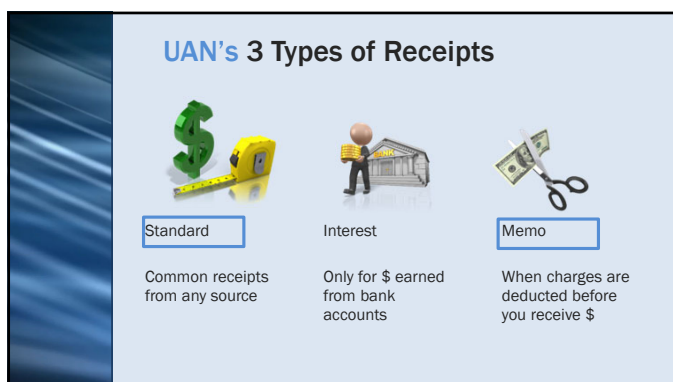 UAN's 3 Types of Receipts
BANK
Standard
Interest
Memo
Common receipts
from any source
Only for $ earned
from bank
accounts
When charges are
deducted before
you receive $